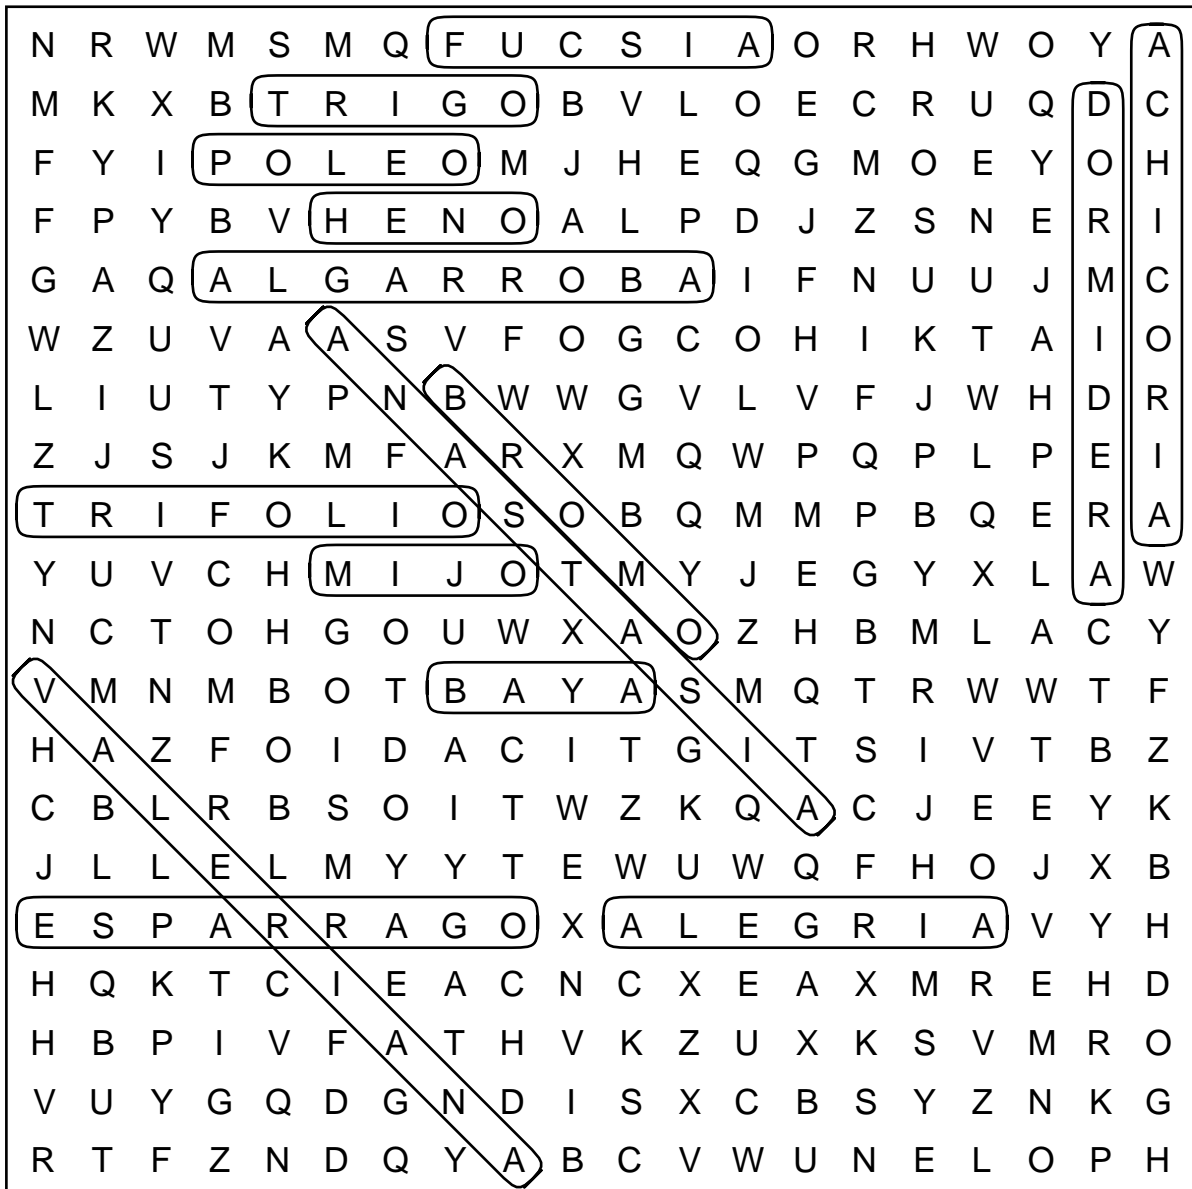 N R W M S M Q F U C S I A O R H W O Y A
M K X B T R I G O B V L O E C R U Q D C
F Y I P O L E O M J H E Q G M O E Y O H
F P Y B V H E N O A L P D J Z S N E R I
G A Q A L G A R R O B A I F N U U J M C
W Z U V A A S V F O G C O H I K T A I O
L I U T Y P N B W W G V L V F J W H D R
Z J S J K M F A R X M Q W P Q P L P E I
T R I F O L I O S O B Q M M P B Q E R A
Y U V C H M I J O T M Y J E G Y X L A W
N C T O H G O U W X A O Z H B M L A C Y
V M N M B O T B A Y A S M Q T R W W T F
H A Z F O I D A C I T G I T S I V T B Z
C B L R B S O I T W Z K Q A C J E E Y K
J L L E L M Y Y T E W U W Q F H O J X B
E S P A R R A G O X A L E G R I A V Y H
H Q K T C I E A C N C X E A X M R E H D
H B P I V F A T H V K Z U X K S V M R O
V U Y G Q D G N D I S X C B S Y Z N K G
R T F Z N D Q Y A B C V W U N E L O P H